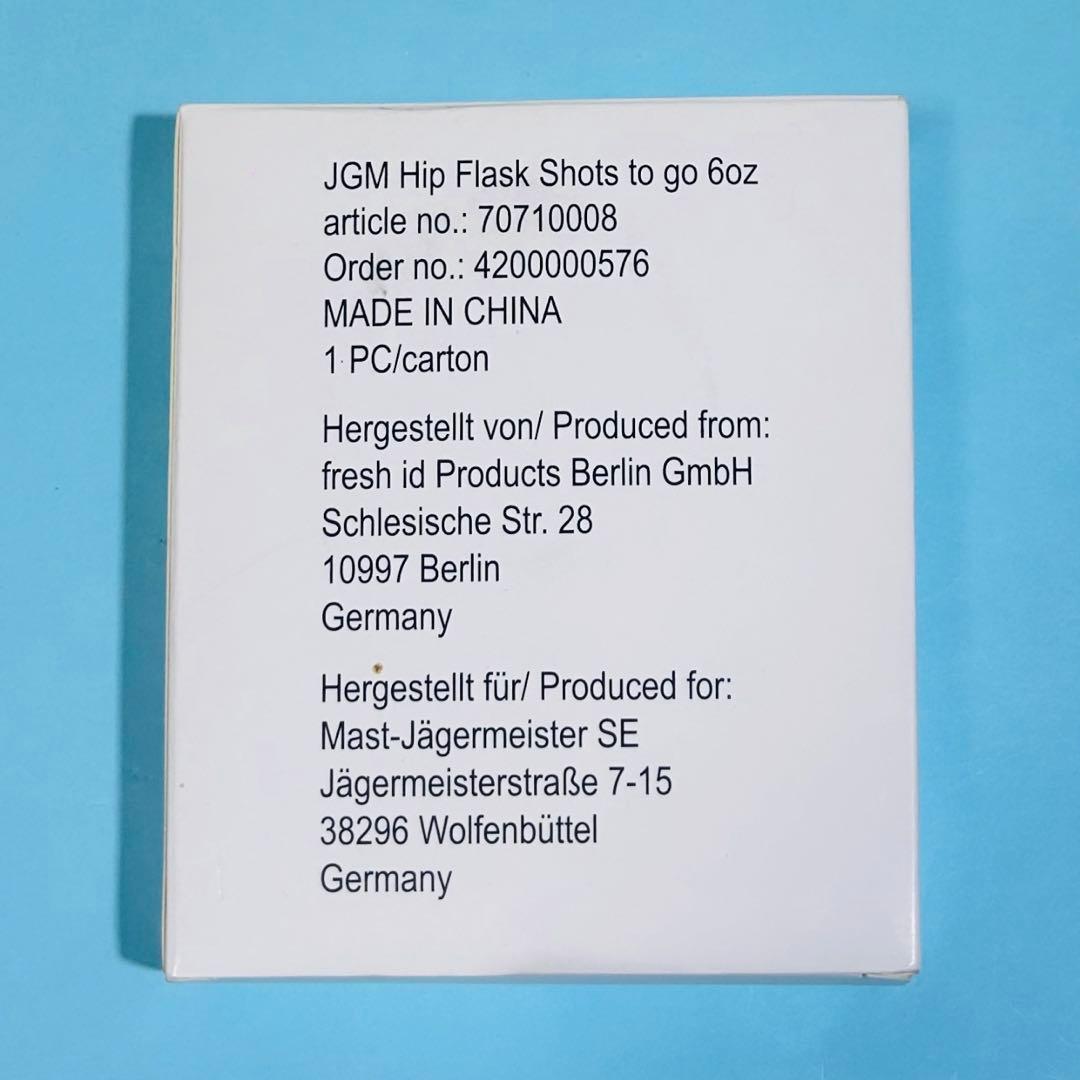 JGM Hip Flask Shots to go 6oz
article no.: 70710008
Order no.: 4200000576
MADE IN CHINA
1 PC/carton
Hergestellt von/ Produced from:
fresh id Products Berlin GmbH
Schlesische Str. 28
10997 Berlin
Germany
Hergestellt für/ Produced for:
Mast-Jägermeister SE
Jägermeisterstraße 7-15
38296 Wolfenbüttel
Germany